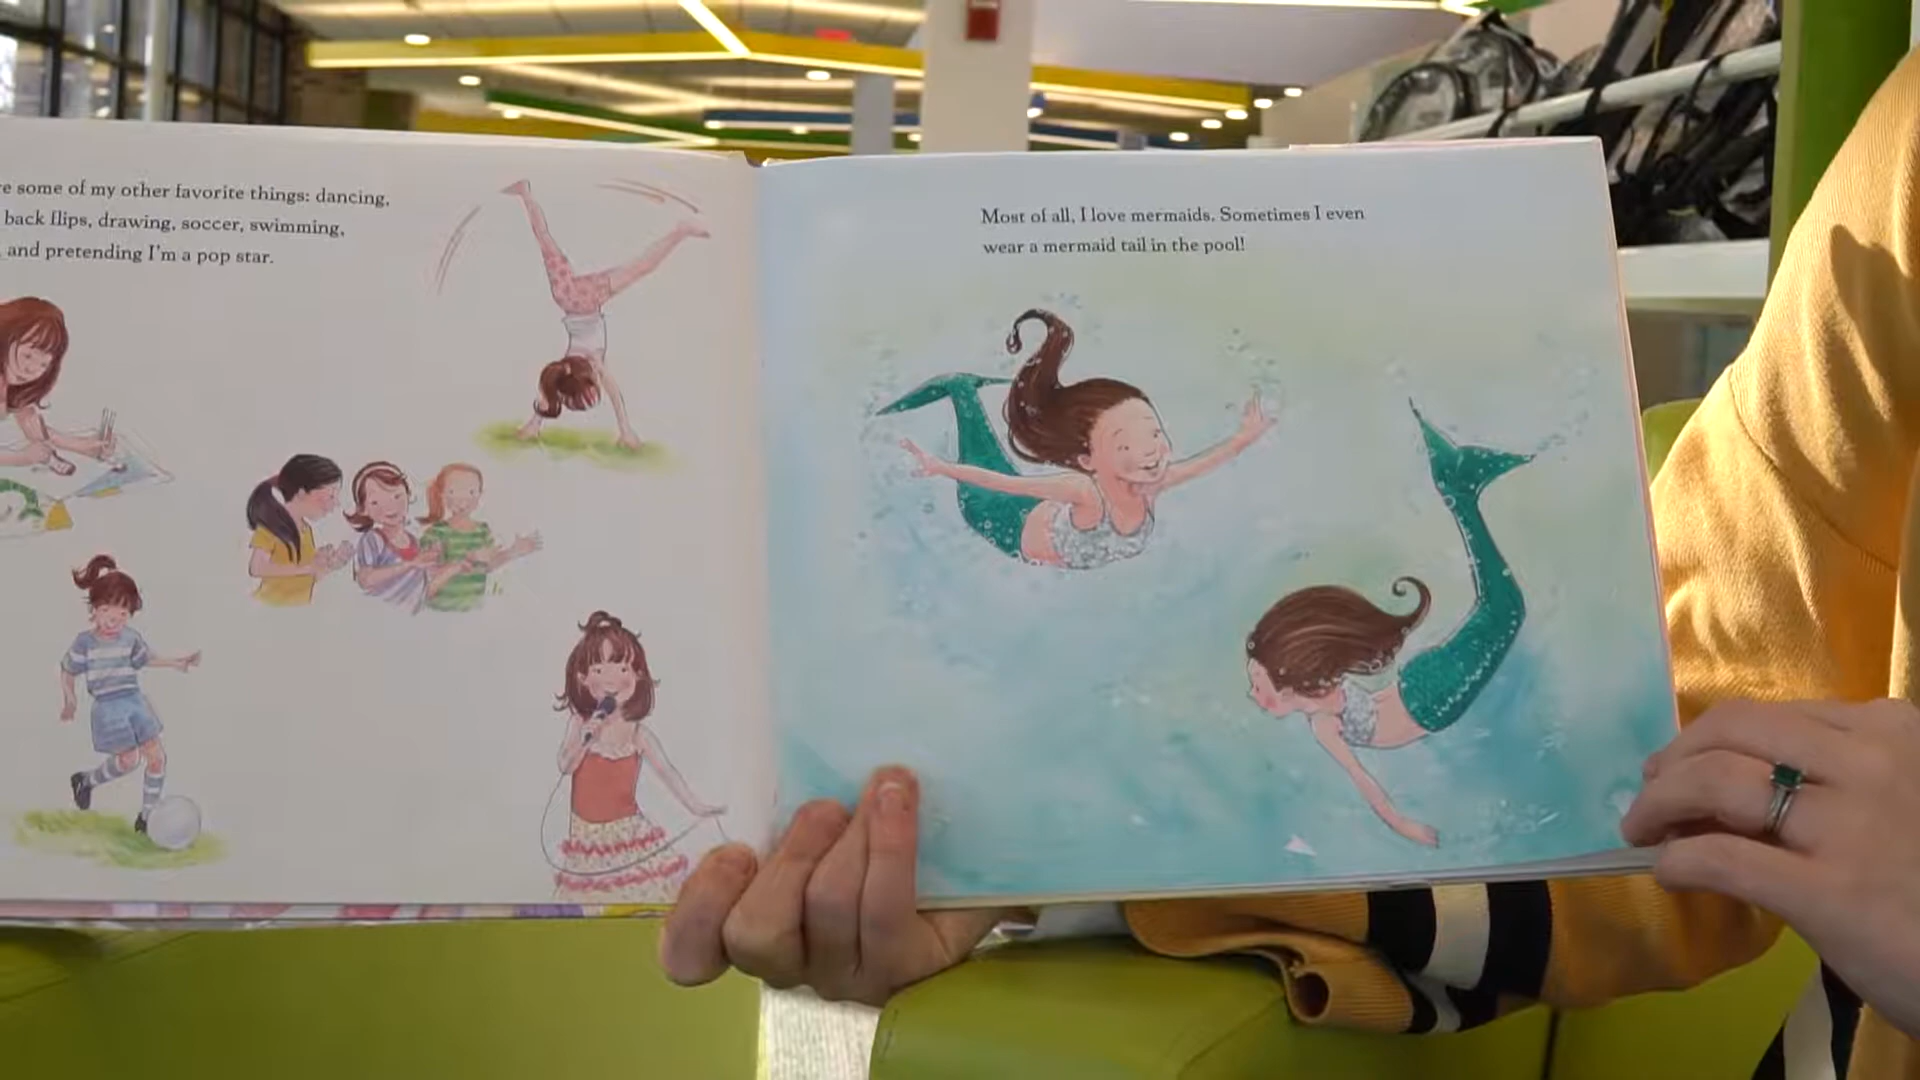 e some of my other favorite things: dancing,
back flips, drawing, soccer, swimming,
and pretending I'm a pop star.
Most of all, I love mermaids. Sometimes I even
wear a mermaid tail in the pool!